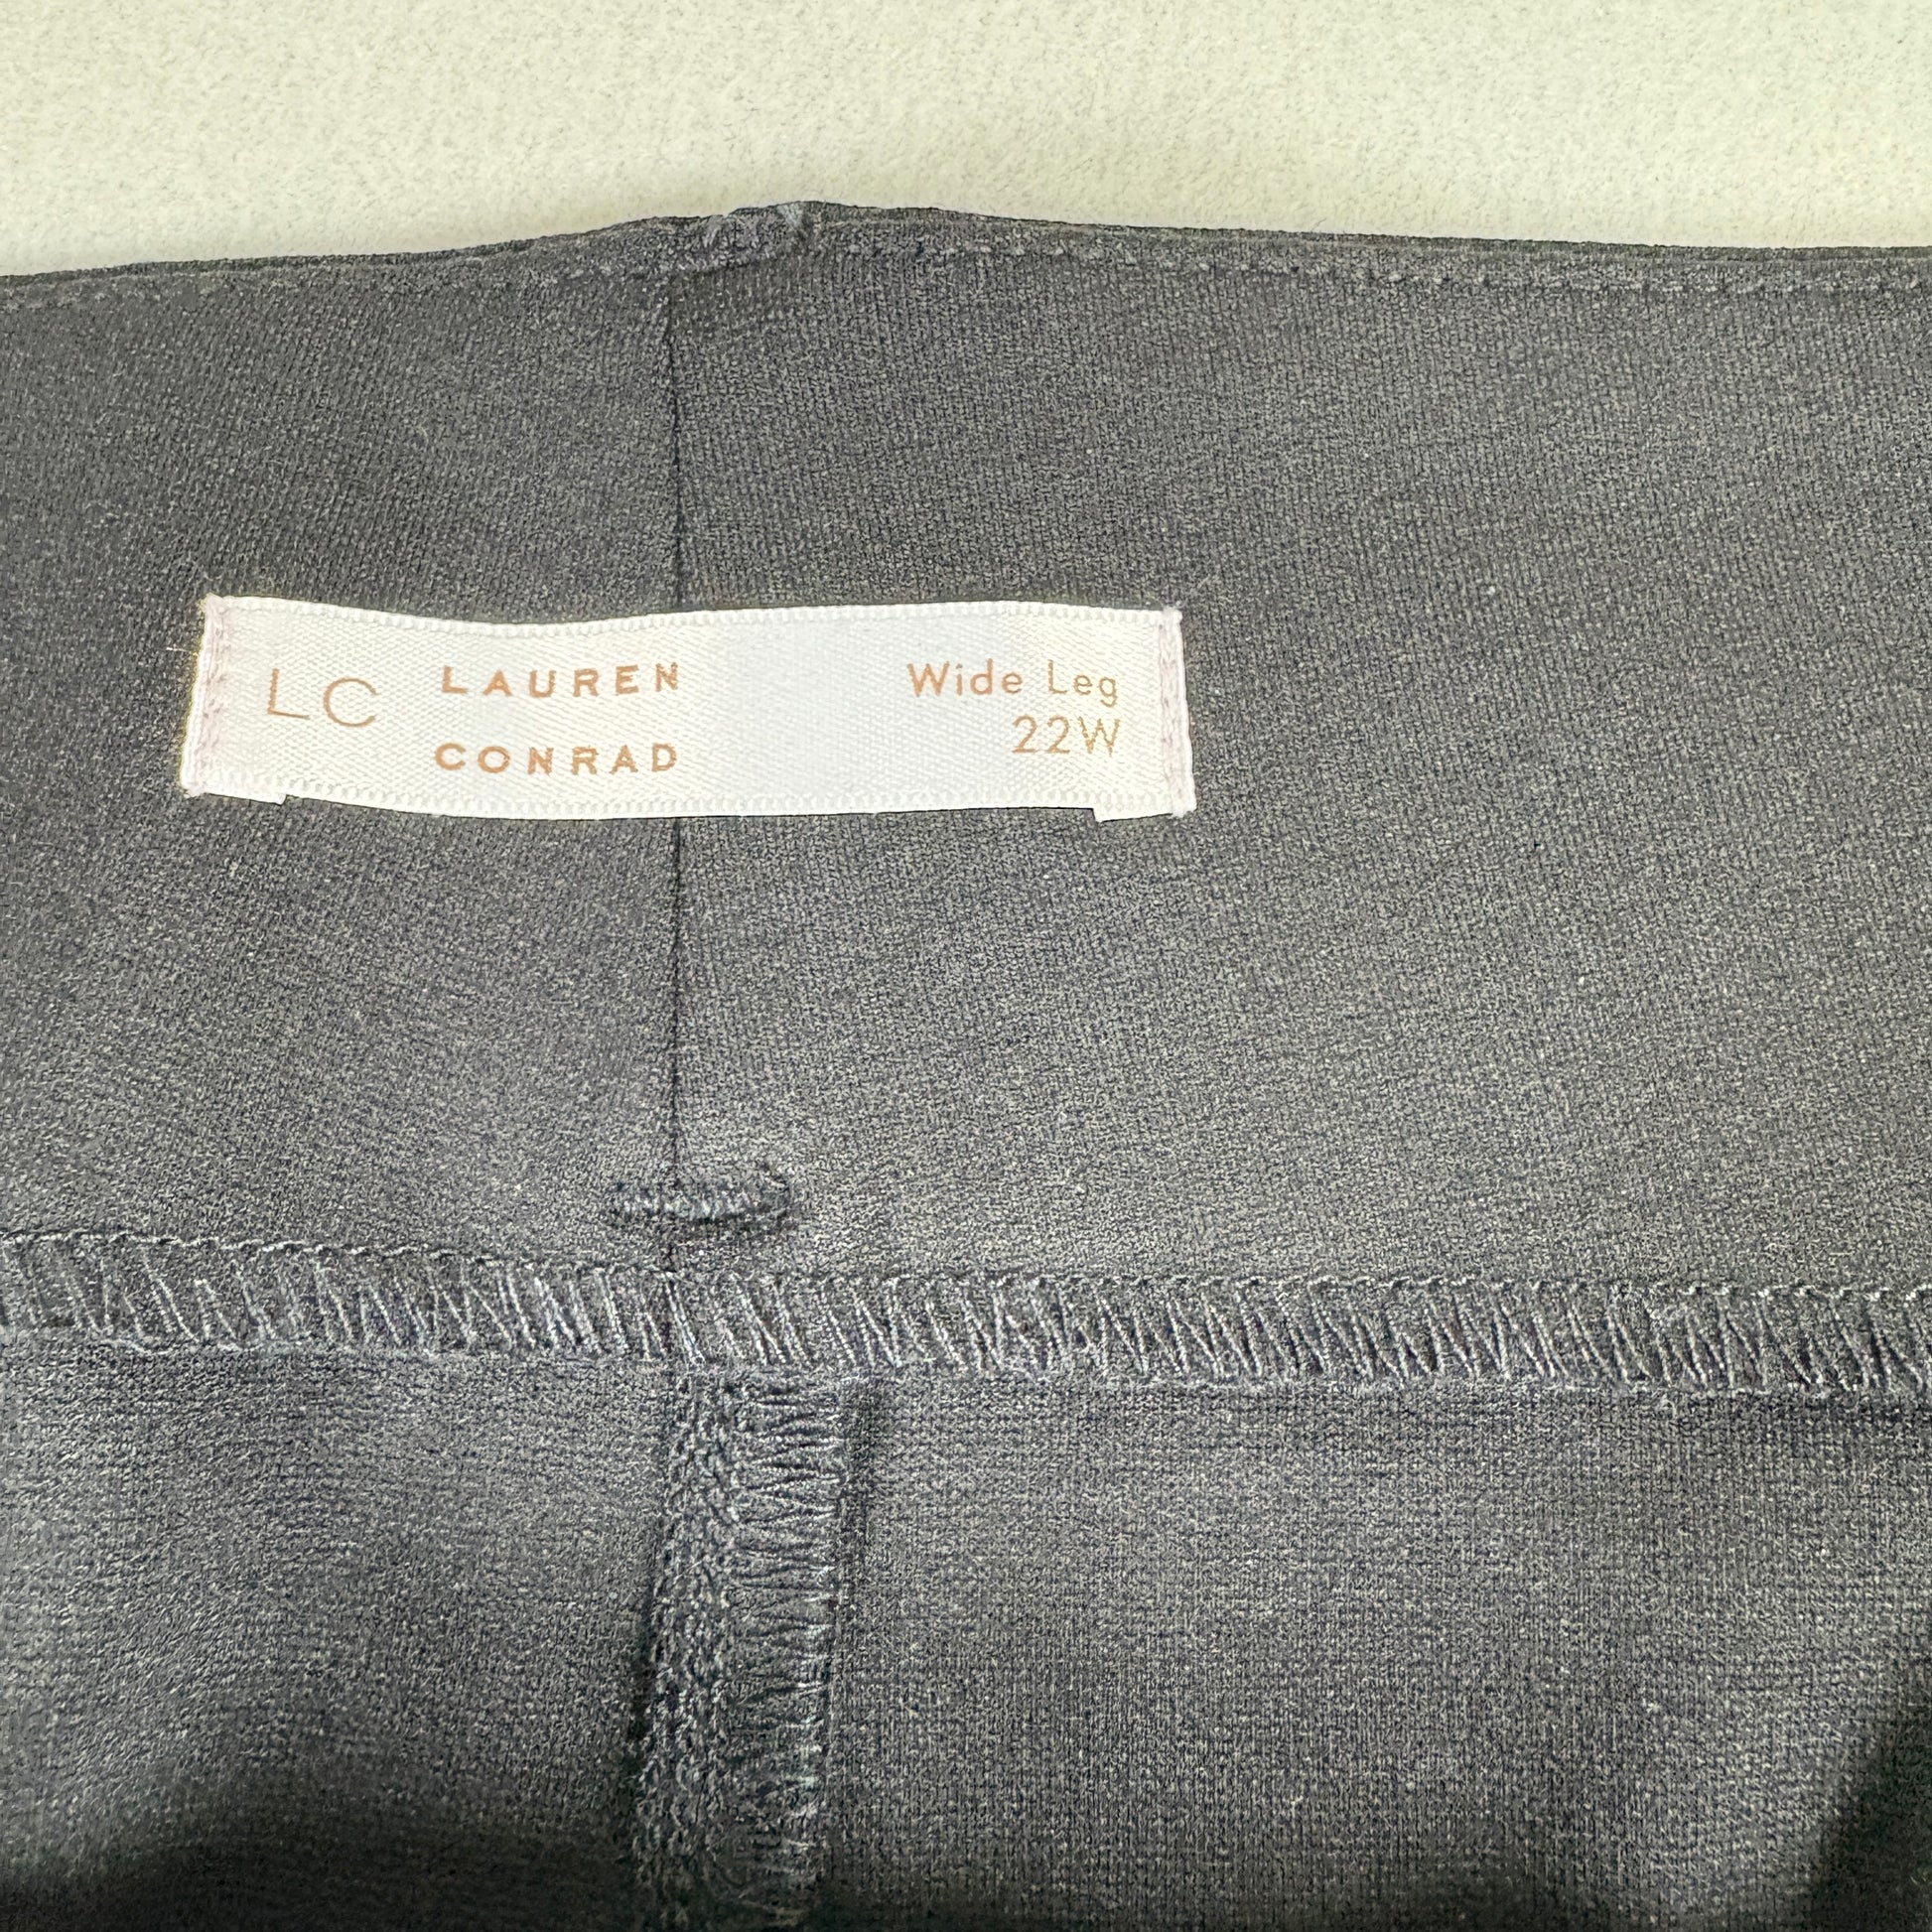 LC
LAUREN
CONRAD
Wide Leg
22W